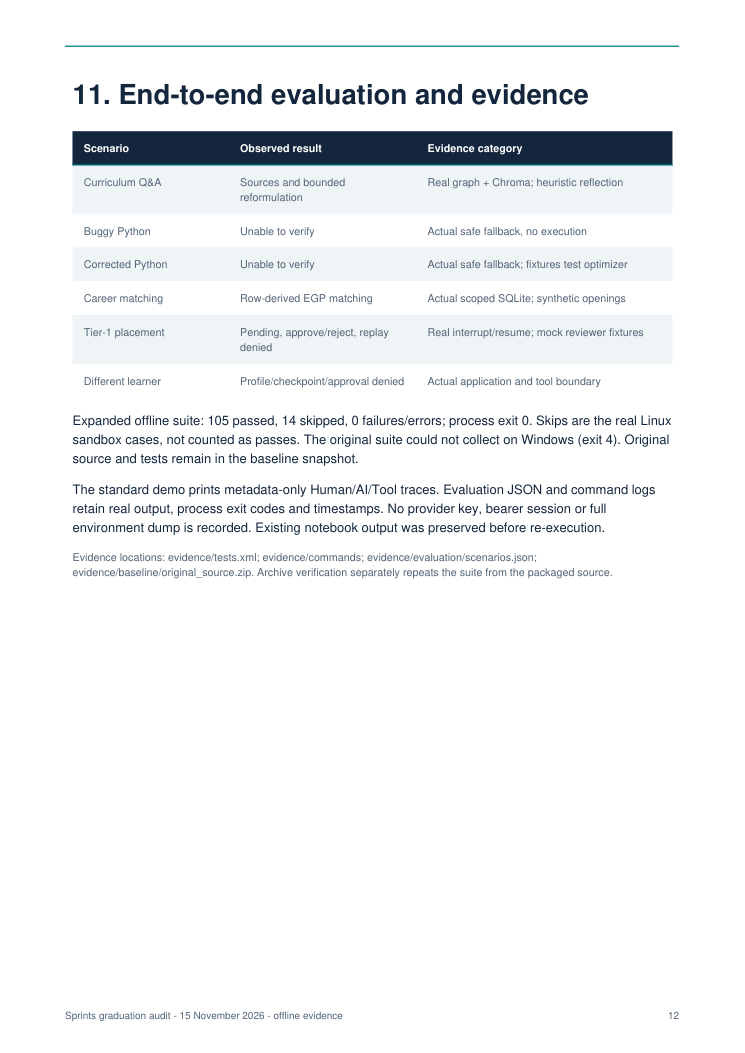 11. End-to-end evaluation and evidence
Scenario Observed result Evidence category
Curriculum Q&A Sources and bounded reformulation Real graph + Chroma; heuristic reflection
Buggy Python Unable to verify Actual safe fallback, no execution
Corrected Python Unable to verify Actual safe fallback; fixtures test optimizer
Career matching Row-derived EGP matching Actual scoped SQLite; synthetic openings
Tier-1 placement Pending, approve/reject, replay denied Real interrupt/resume; mock reviewer fixtures
Different learner Profile/checkpoint/approval denied Actual application and tool boundary
Expanded offline suite: 105 passed, 14 skipped, 0 failures/errors; process exit 0. Skips are the real Linux
sandbox cases, not counted as passes. The original suite could not collect on Windows (exit 4). Original
source and tests remain in the baseline snapshot.
The standard demo prints metadata-only Human/AI/Tool traces. Evaluation JSON and command logs
retain real output, process exit codes and timestamps. No provider key, bearer session or full
environment dump is recorded. Existing notebook output was preserved before re-execution.
Evidence locations: evidence/tests.xml; evidence/commands; evidence/evaluation/scenarios.json;
evidence/baseline/original_source.zip. Archive verification separately repeats the suite from the packaged source.
Sprints graduation audit - 15 November 2026 - offline evidence 12